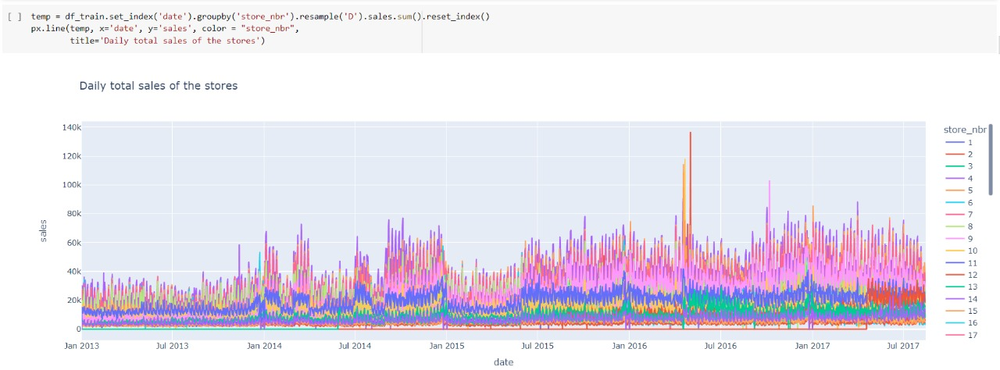 [ ] temp = df_train.set_index('date').groupby('store_nbr').resample('D').sales.sum().reset_index()
px.line(temp, x='date', y='sales', color = "store_nbr",
title='Daily total sales of the stores')
Daily total sales of the stores
140k
120k
100k
80k
60k
40k
20k
0
sales
Jan 2013
Jul 2013
Jan 2014
Jul 2014
Jan 2015
Jul 2015
Jan 2016
Jul 2016
Jan 2017
Jul 2017
date
store_nbr
1
2
3
4
5
6
7
8
9
10
11
12
13
14
15
16
17